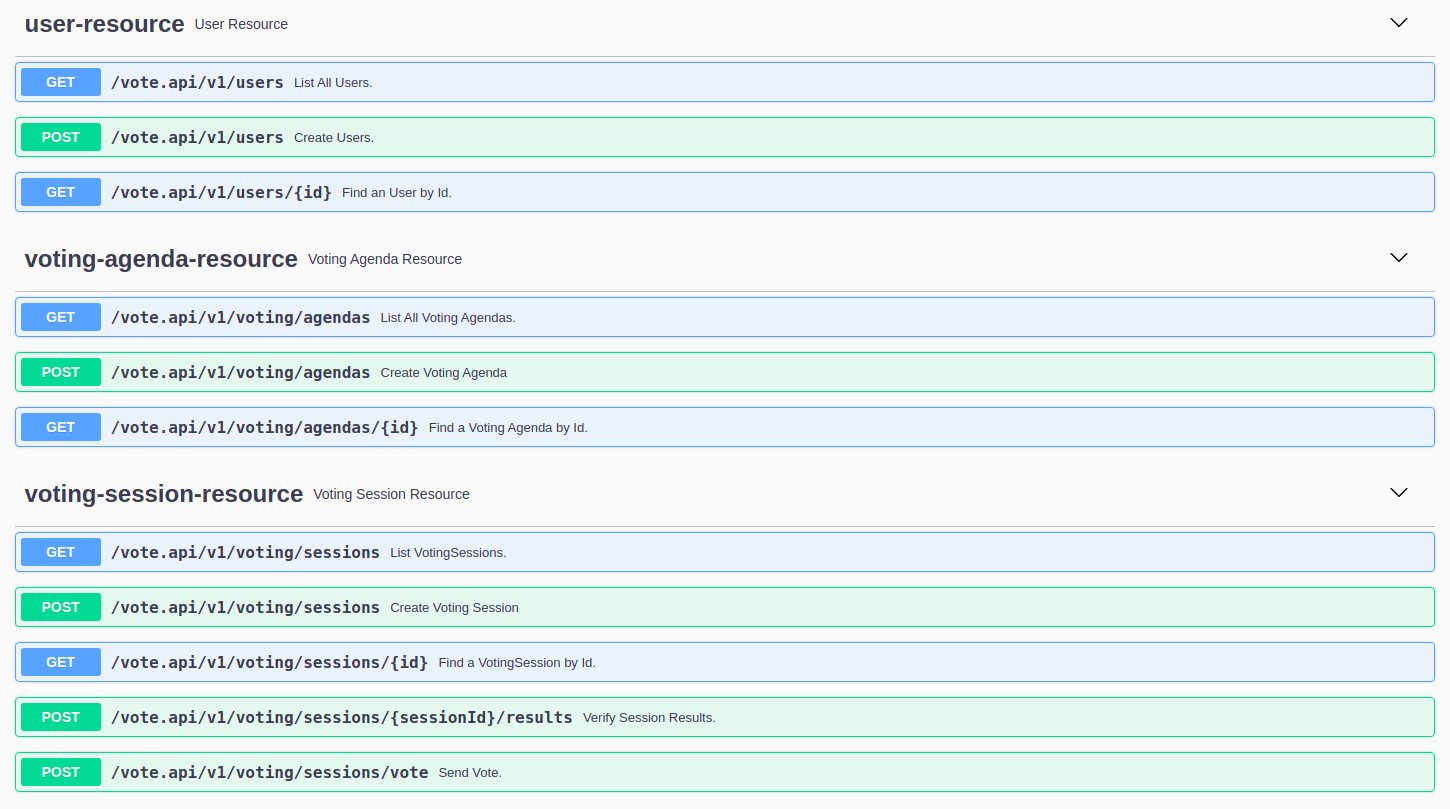 user-resource User Resource
GET /vote.api/v1/users List All Users.
POST /vote.api/v1/users Create Users.
GET /vote.api/v1/users/{id} Find an User by Id.
voting-agenda-resource Voting Agenda Resource
GET /vote.api/v1/voting/agendas List All Voting Agendas.
POST /vote.api/v1/voting/agendas Create Voting Agenda
GET /vote.api/v1/voting/agendas/{id} Find a Voting Agenda by Id.
voting-session-resource Voting Session Resource
GET /vote.api/v1/voting/sessions List VotingSessions.
POST /vote.api/v1/voting/sessions Create Voting Session
GET /vote.api/v1/voting/sessions/{id} Find a VotingSession by Id.
POST /vote.api/v1/voting/sessions/{sessionId}/results Verify Session Results.
POST /vote.api/v1/voting/sessions/vote Send Vote.